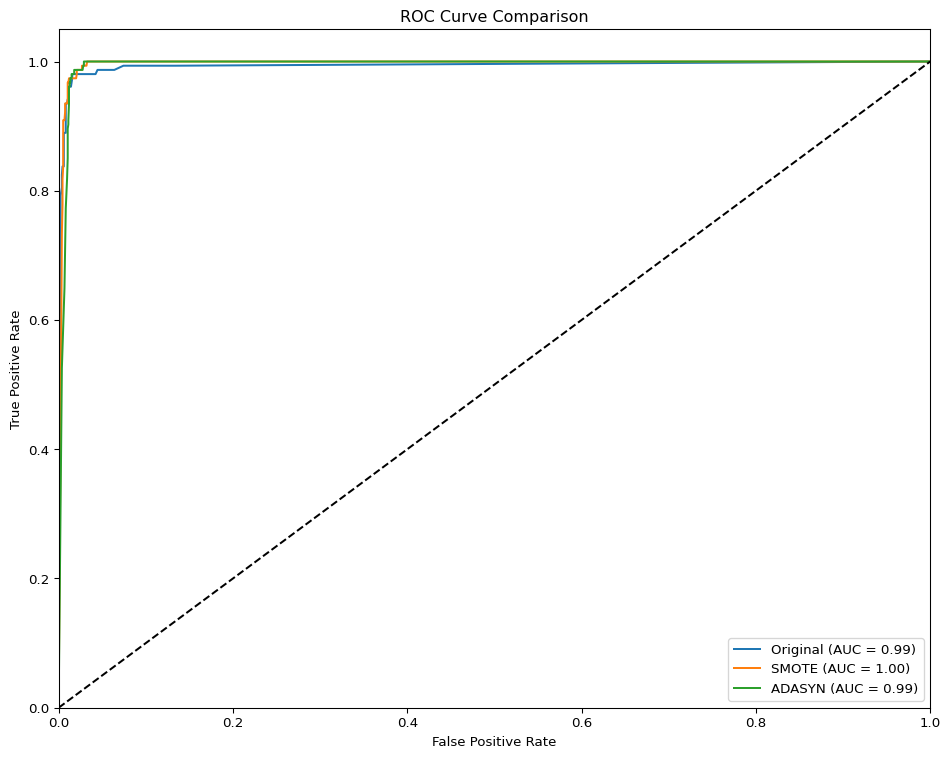 ROC Curve Comparison
True Positive Rate
1.0
0.8
0.6
0.4
0.2
0.0
0.0 0.2 0.4 0.6 0.8 1.0
False Positive Rate
Original (AUC = 0.99)
SMOTE (AUC = 1.00)
ADASYN (AUC = 0.99)